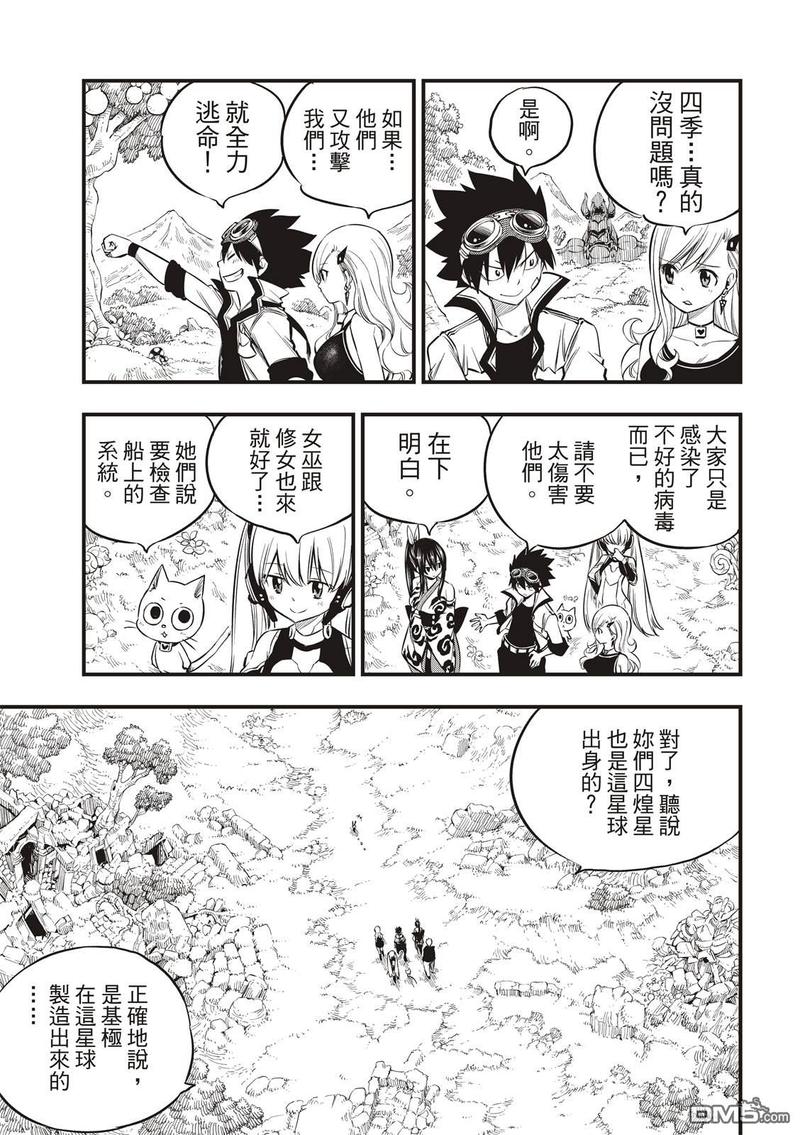 四季…真的
沒問題嗎?
是啊。
如果…
他們
又攻擊
我們…
就全力
逃命!
大家只是
感染了
不好的病毒
而已,
請不要
太傷害
他們。
在下
明白。
女巫跟
修女也來
就好了…
她們說
要檢查
船上的
系統。
對了,聽說
妳們四煌星
也是這星球
出身的?
正確地說,
是基極
在這星球
製造出來的
……
DM5.com